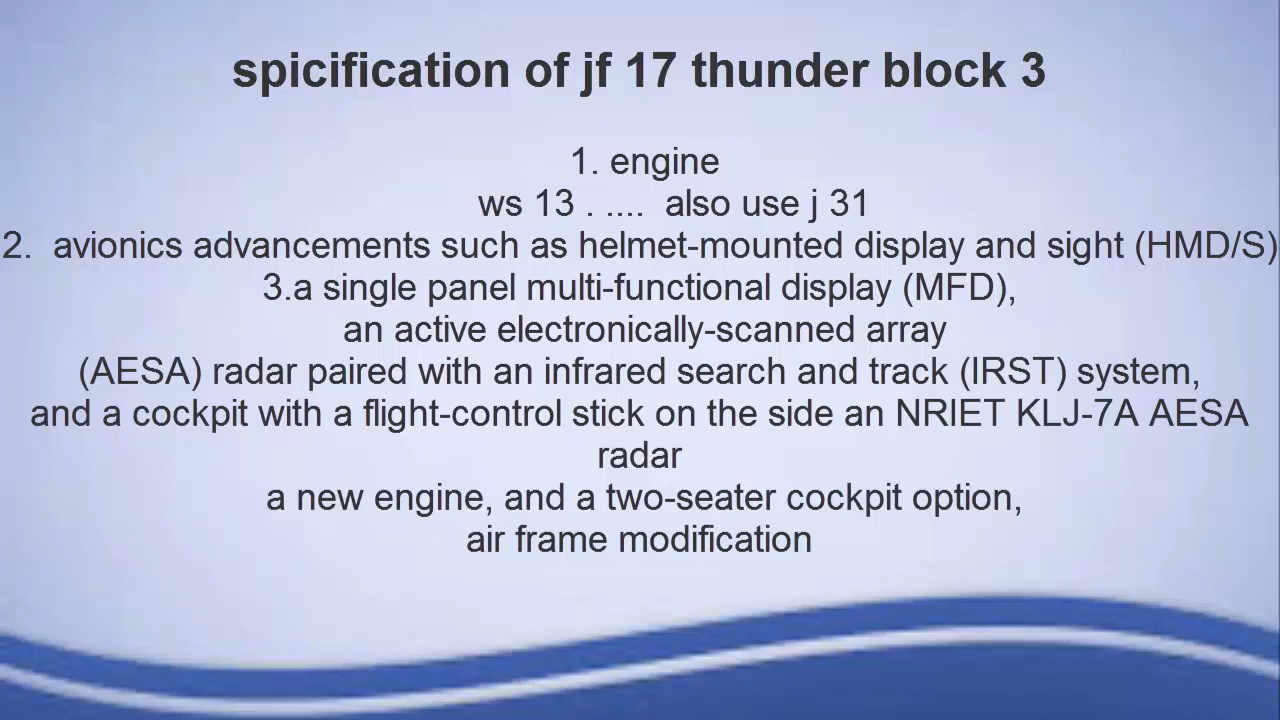 spicification of jf 17 thunder block 3
1. engine
ws 13 . .... also use j 31
2. avionics advancements such as helmet-mounted display and sight (HMD/S)
3.a single panel multi-functional display (MFD),
an active electronically-scanned array
(AESA) radar paired with an infrared search and track (IRST) system,
and a cockpit with a flight-control stick on the side an NRIET KLJ-7A AESA
radar
a new engine, and a two-seater cockpit option,
air frame modification